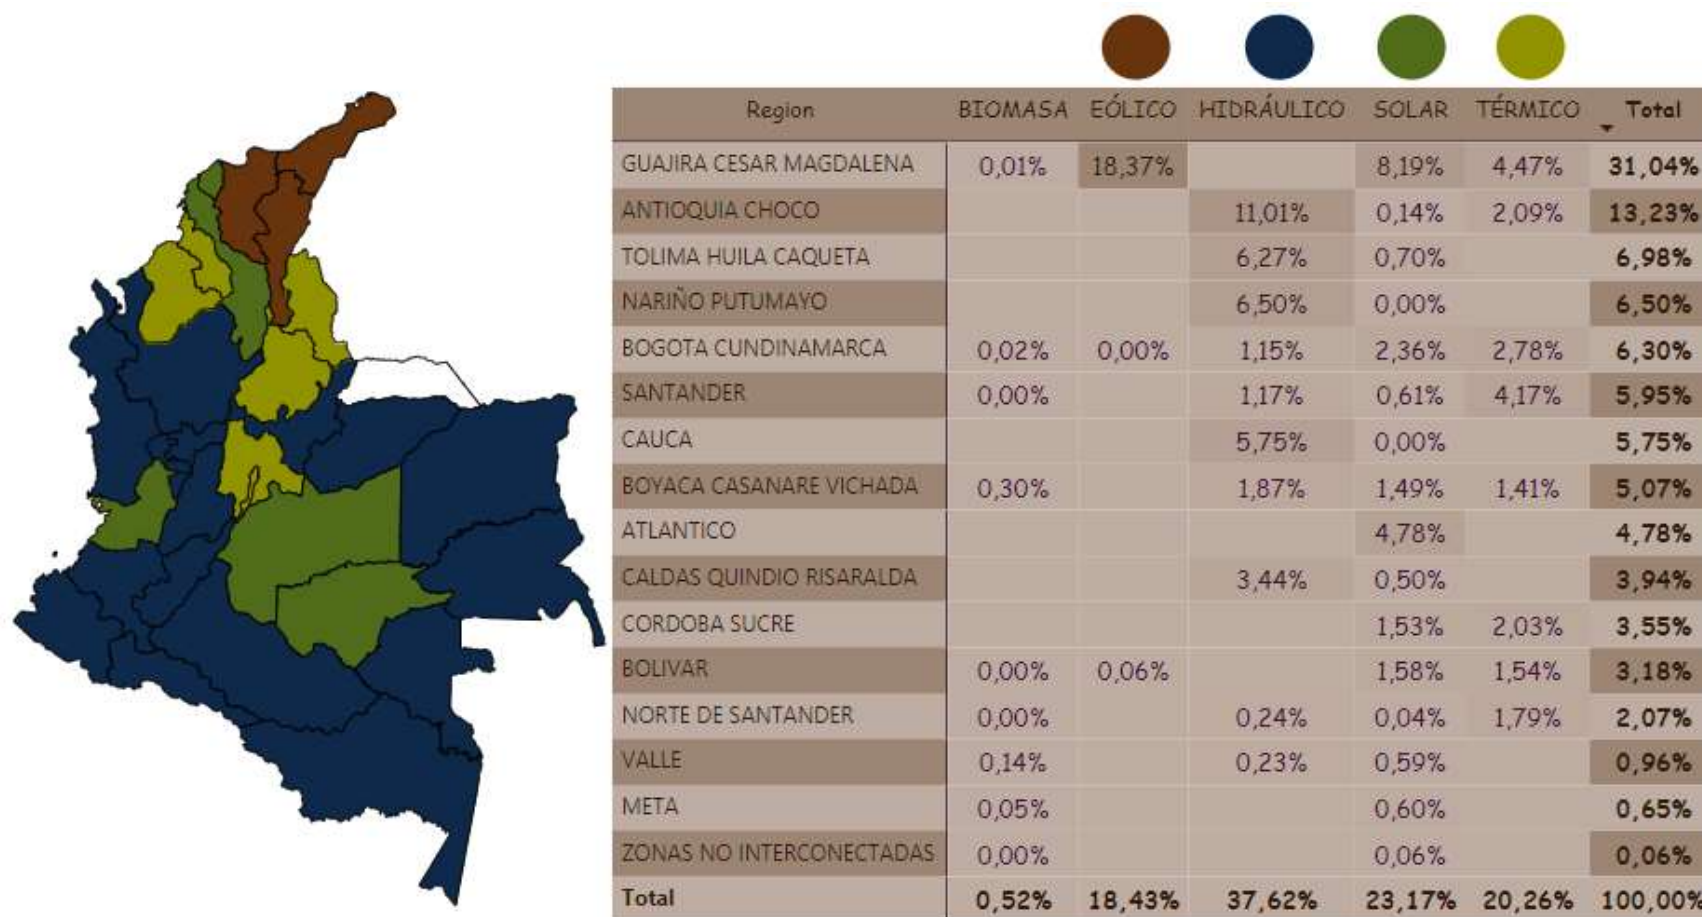 Region BIOMASA EÓLICO HIDRÁULICO SOLAR TÉRMICO Total
GUAJIRA CESAR MAGDALENA 0,01% 18,37% 8,19% 4,47% 31,04%
ANTIOQUIA CHOCO 11,01% 0,14% 2,09% 13,23%
TOLIMA HUILA CAQUETA 6,27% 0,70% 6,98%
NARIÑO PUTUMAYO 6,50% 0,00% 6,50%
BOGOTA CUNDINAMARCA 0,02% 0,00% 1,15% 2,36% 2,78% 6,30%
SANTANDER 0,00% 1,17% 0,61% 4,17% 5,95%
CAUCA 5,75% 0,00% 5,75%
BOYACA CASANARE VICHADA 0,30% 1,87% 1,49% 1,41% 5,07%
ATLANTICO 4,78% 4,78%
CALDAS QUINDIO RISARALDA 3,44% 0,50% 3,94%
CORDOBA SUCRE 1,53% 2,03% 3,55%
BOLIVAR 0,00% 0,06% 1,58% 1,54% 3,18%
NORTE DE SANTANDER 0,00% 0,24% 0,04% 1,79% 2,07%
VALLE 0,14% 0,23% 0,59% 0,96%
META 0,05% 0,60% 0,65%
ZONAS NO INTERCONECTADAS 0,00% 0,06% 0,06%
Total 0,52% 18,43% 37,62% 23,17% 20,26% 100,00%